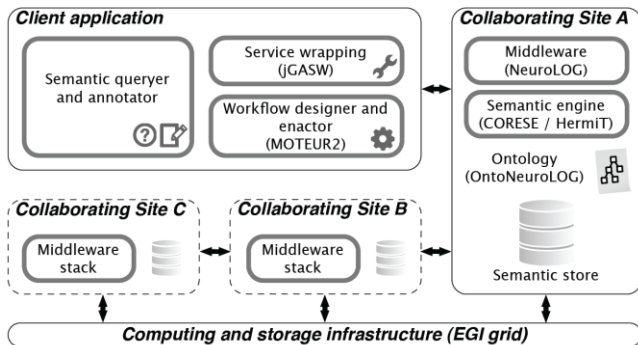 Client application
Semantic queryer
and annotator
Service wrapping
(jGASW)
Workflow designer and
enactor
(MOTEUR2)
Collaborating Site A
Middleware
(NeuroLOG)
Semantic engine
(CORESE / HermiT)
Ontology
(OntoNeuroLOG)
Semantic store
Collaborating Site C
Middleware
stack
Collaborating Site B
Middleware
stack
Computing and storage infrastructure (EGI grid)